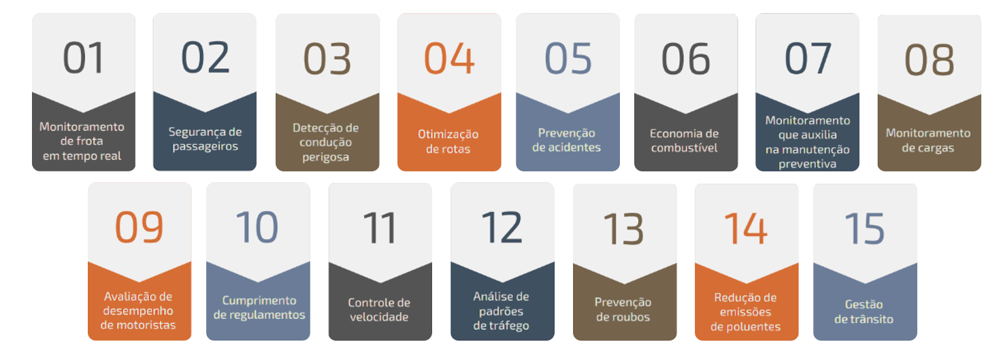 01
Monitoramento
de frota
em tempo real
02
Segurança de
passageiros
03
Detecção de
condução
perigosa
04
Otimização
de rotas
05
Prevenção
de acidentes
06
Economia de
combustível
07
Monitoramento
que auxilia
na manutenção
preventiva
08
Monitoramento
de cargas
09
Avaliação de
desempenho
de motoristas
10
Cumprimento
de regulamentos
11
Controle de
velocidade
12
Análise de
padrões
de tráfego
13
Prevenção
de roubos
14
Redução de
emissões
de poluentes
15
Gestão
de trânsito